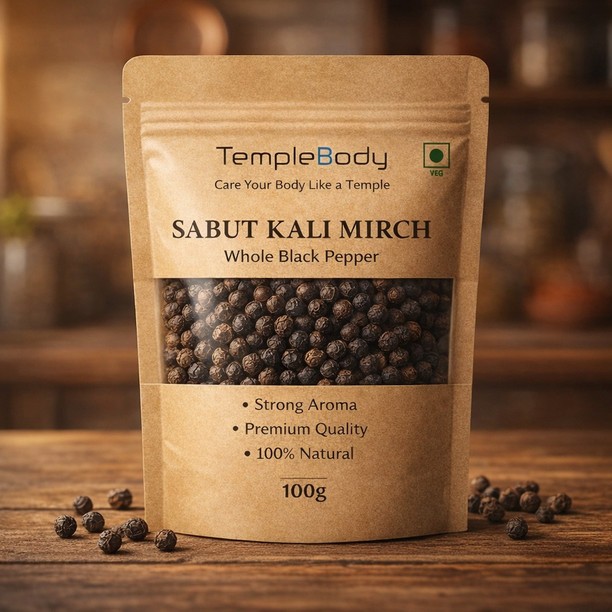 TempleBody
VEG
Care Your Body Like a Temple
SABUT KALI MIRCH
Whole Black Pepper
• Strong Aroma
• Premium Quality
• 100% Natural
100g